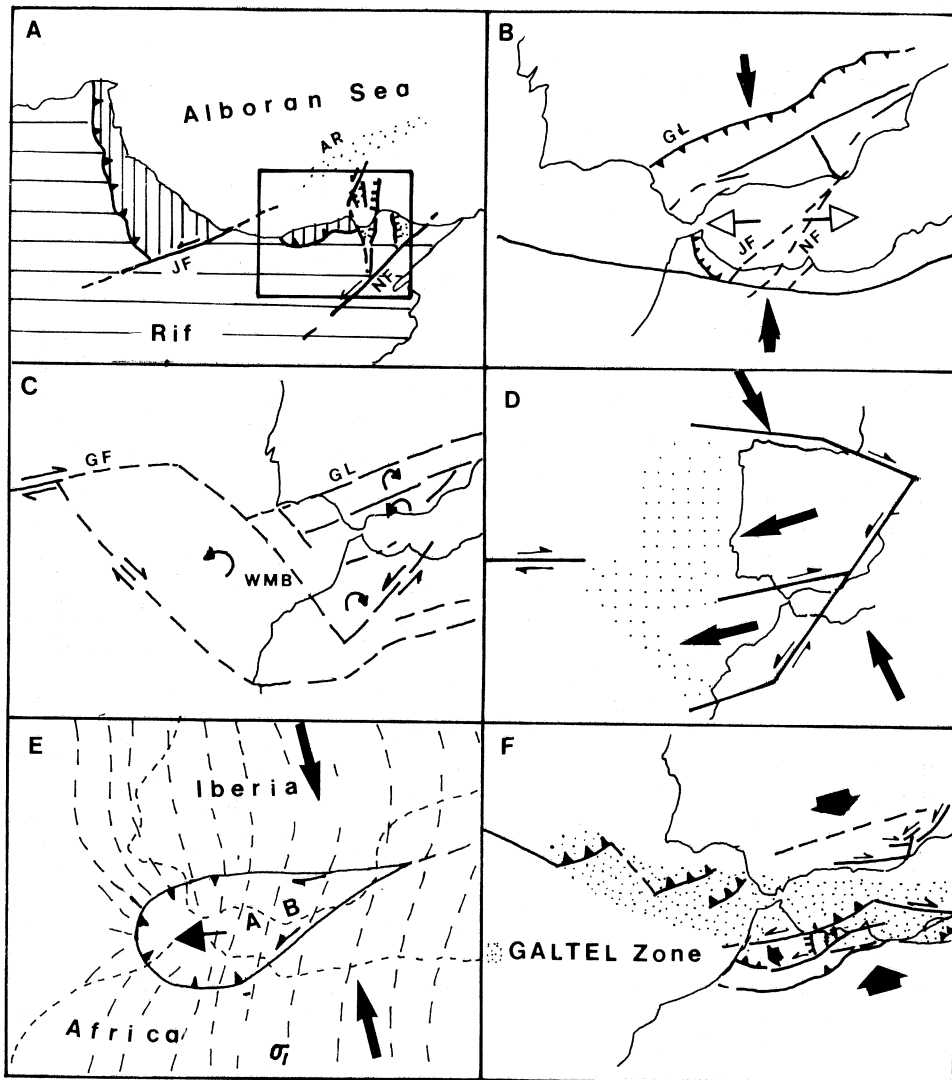 A
Alboran Sea
AR
JF
NF
Rif
B
GL
JF
NF
C
GF
GL
WMB
D
E
Iberia
A B
Africa
σ1
F
GALTEL Zone